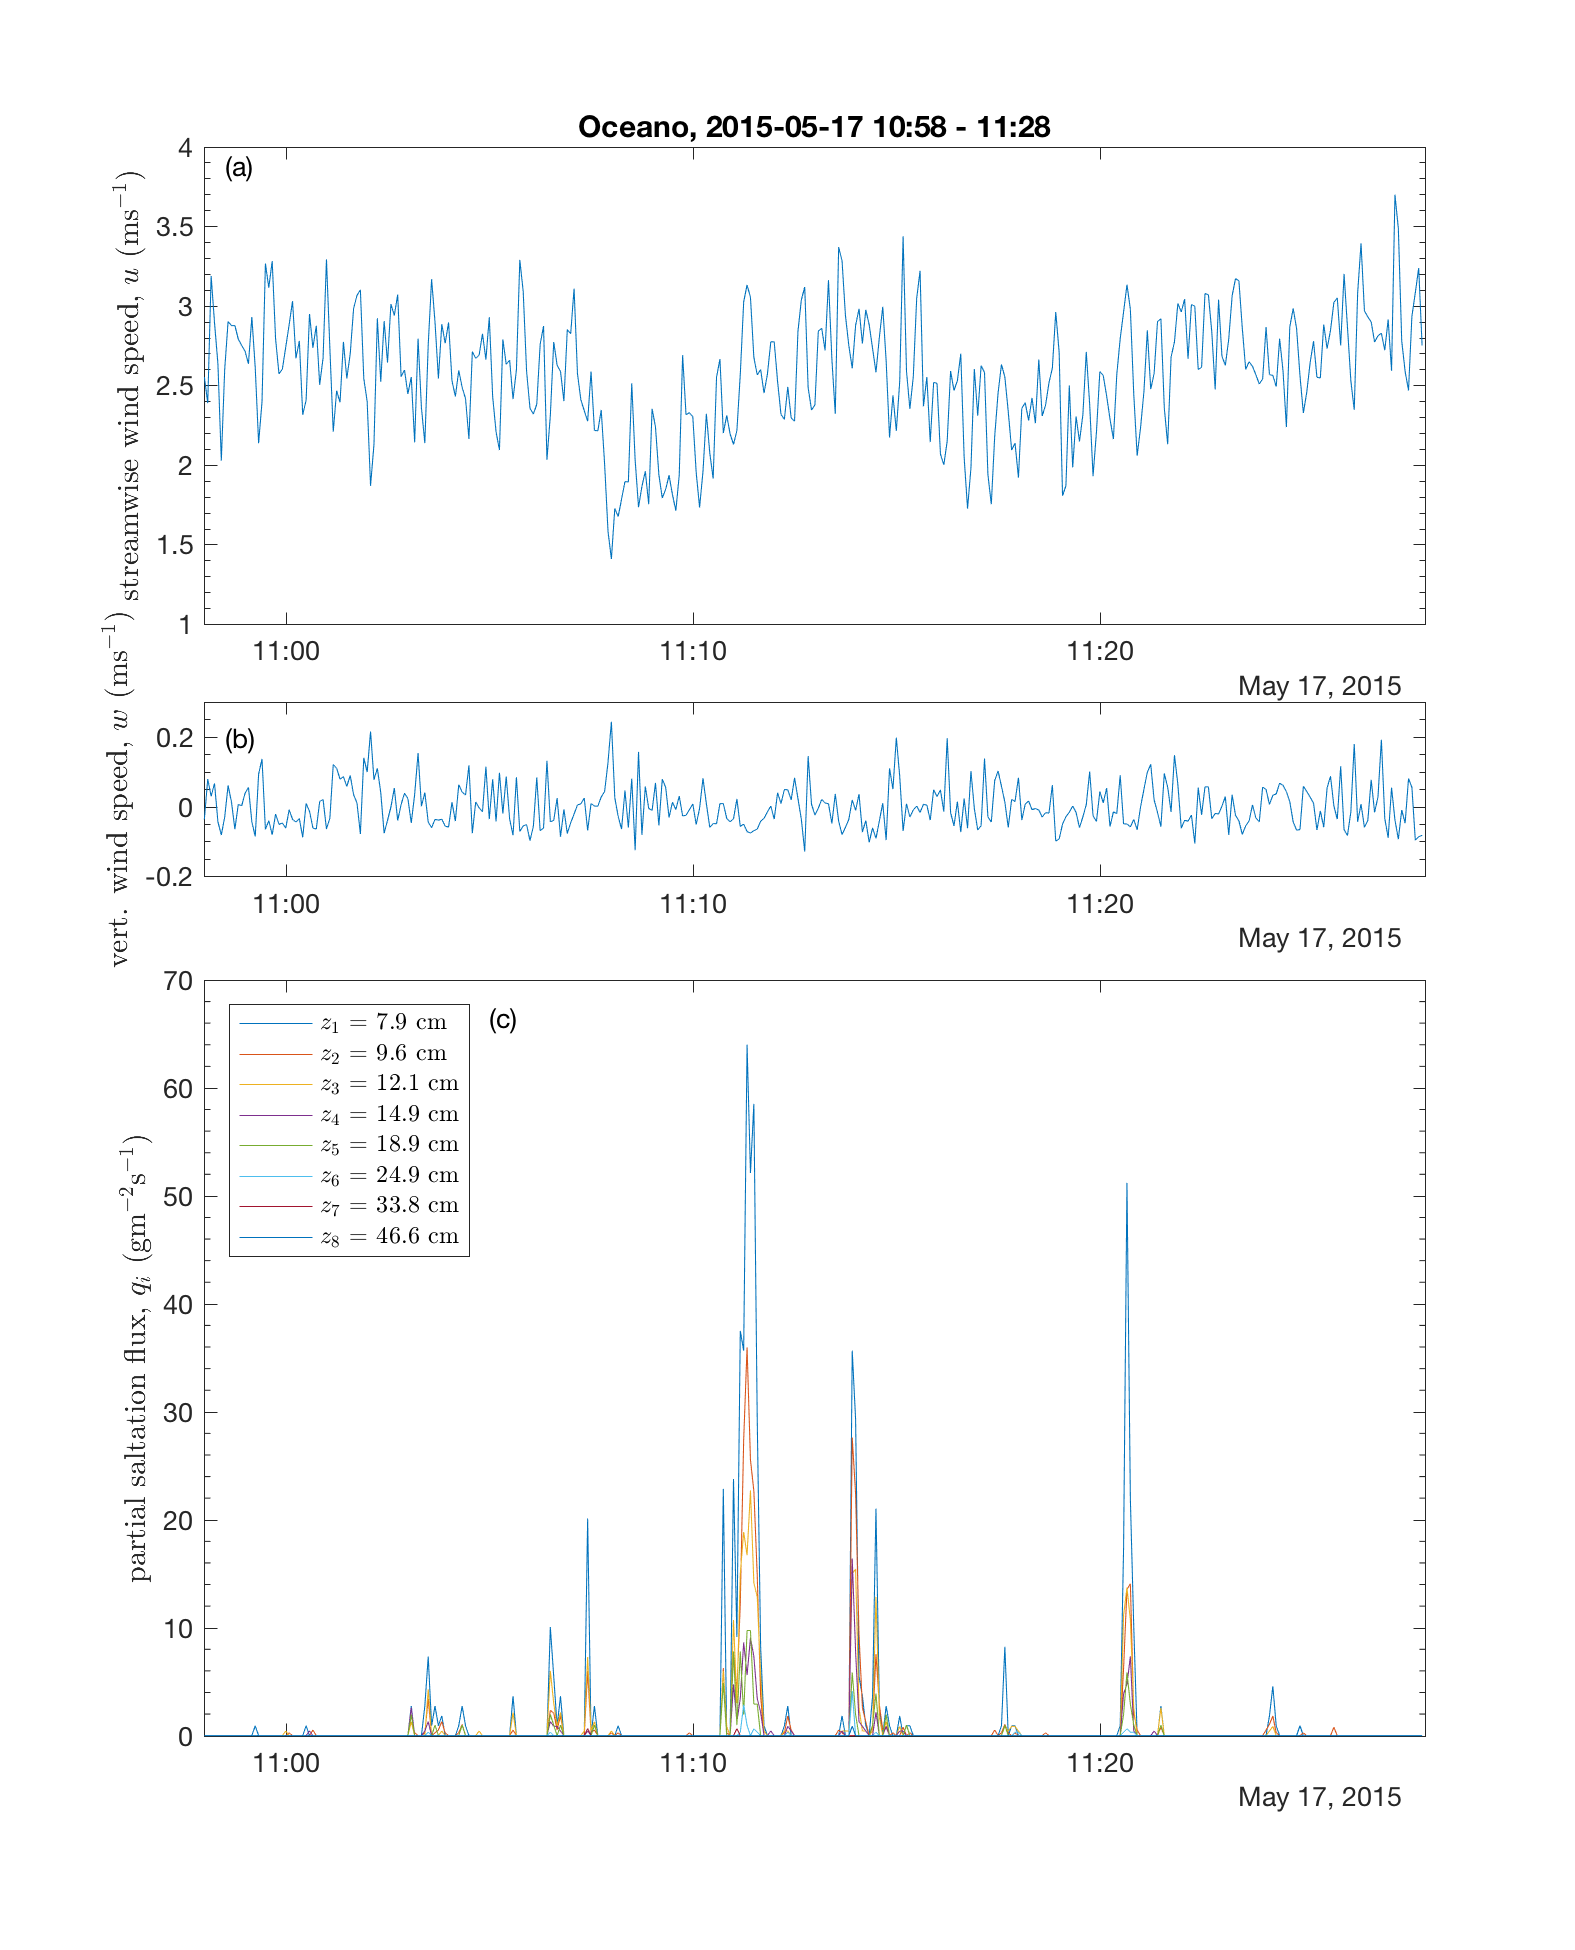 Oceano, 2015-05-17 10:58 - 11:28
(a)
streamwise wind speed, u (ms⁻¹)
4
3.5
3
2.5
2
1.5
1
11:00 11:10 11:20
May 17, 2015
(b)
vert. wind speed, w (ms⁻¹)
0.2
0
-0.2
11:00 11:10 11:20
May 17, 2015
(c)
partial saltation flux, qᵢ (gm⁻²s⁻¹)
70
60
50
40
30
20
10
0
z₁ = 7.9 cm
z₂ = 9.6 cm
z₃ = 12.1 cm
z₄ = 14.9 cm
z₅ = 18.9 cm
z₆ = 24.9 cm
z₇ = 33.8 cm
z₈ = 46.6 cm
11:00 11:10 11:20
May 17, 2015